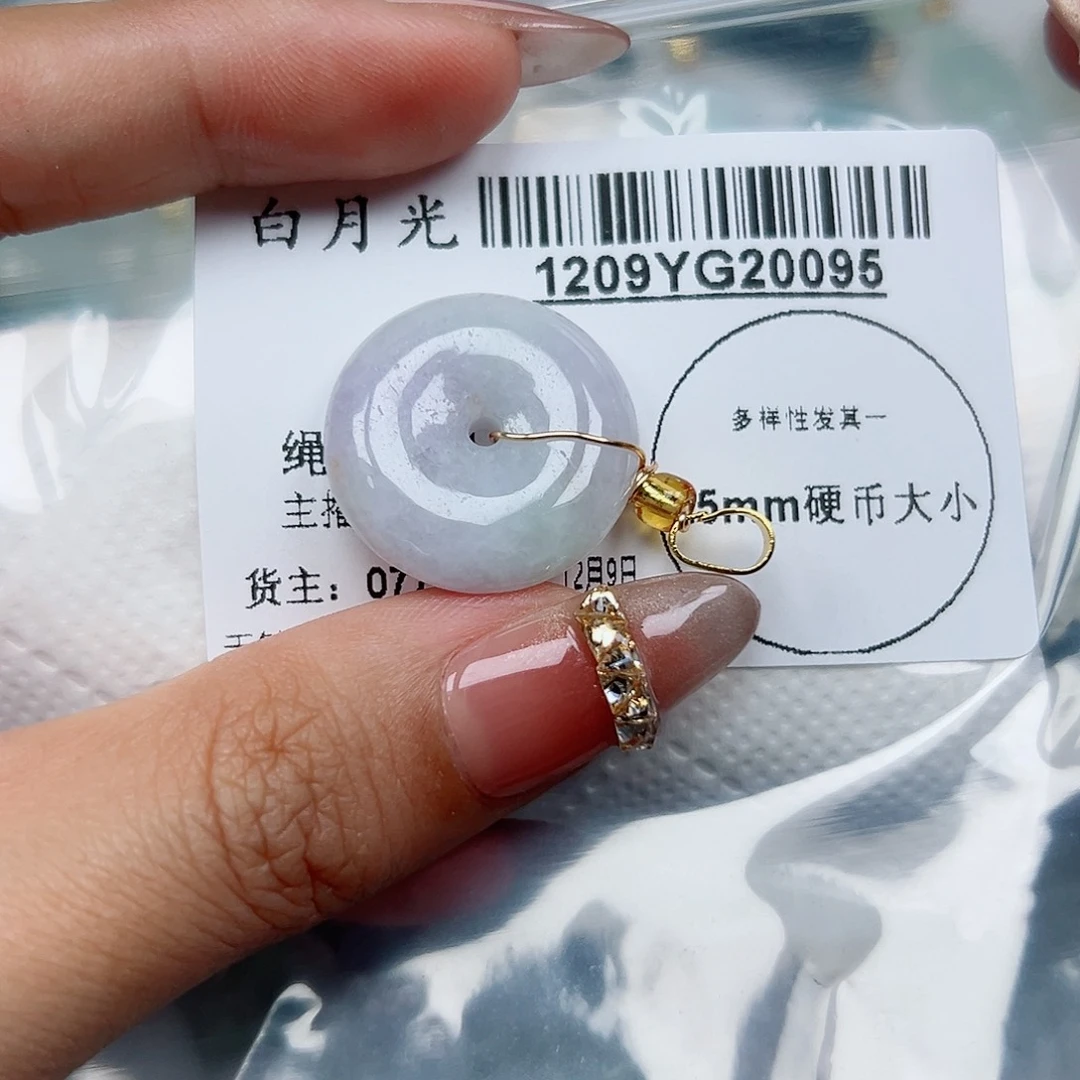 白月光
1209YG20095
多样性发其一
5mm硬币大小
绳
主播
货主：07
12月9日